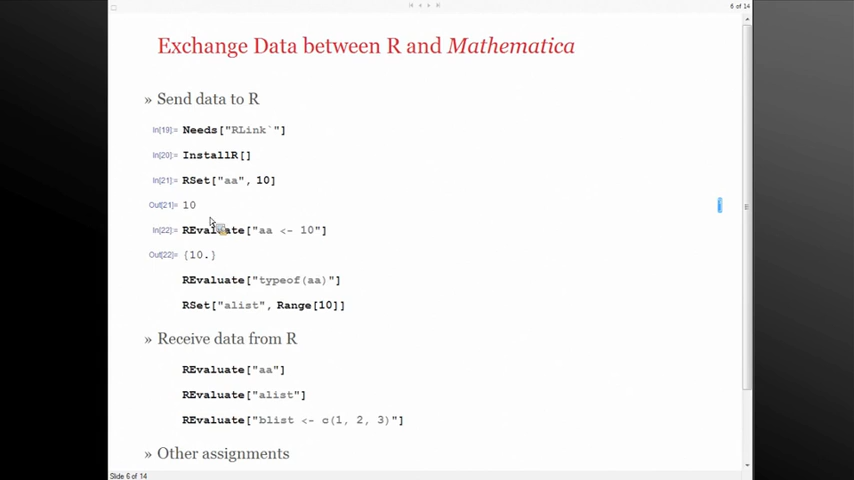 6 of 14
Exchange Data between R and Mathematica
» Send data to R
In[19]:= Needs["RLink`"]
In[20]:= InstallR[]
In[21]:= RSet["aa", 10]
Out[21]= 10
In[22]:= REvaluate["aa <- 10"]
Out[22]= {10.}
REvaluate["typeof(aa)"]
RSet["alist", Range[10]]
» Receive data from R
REvaluate["aa"]
REvaluate["alist"]
REvaluate["blist <- c(1, 2, 3)"]
» Other assignments
Slide 6 of 14